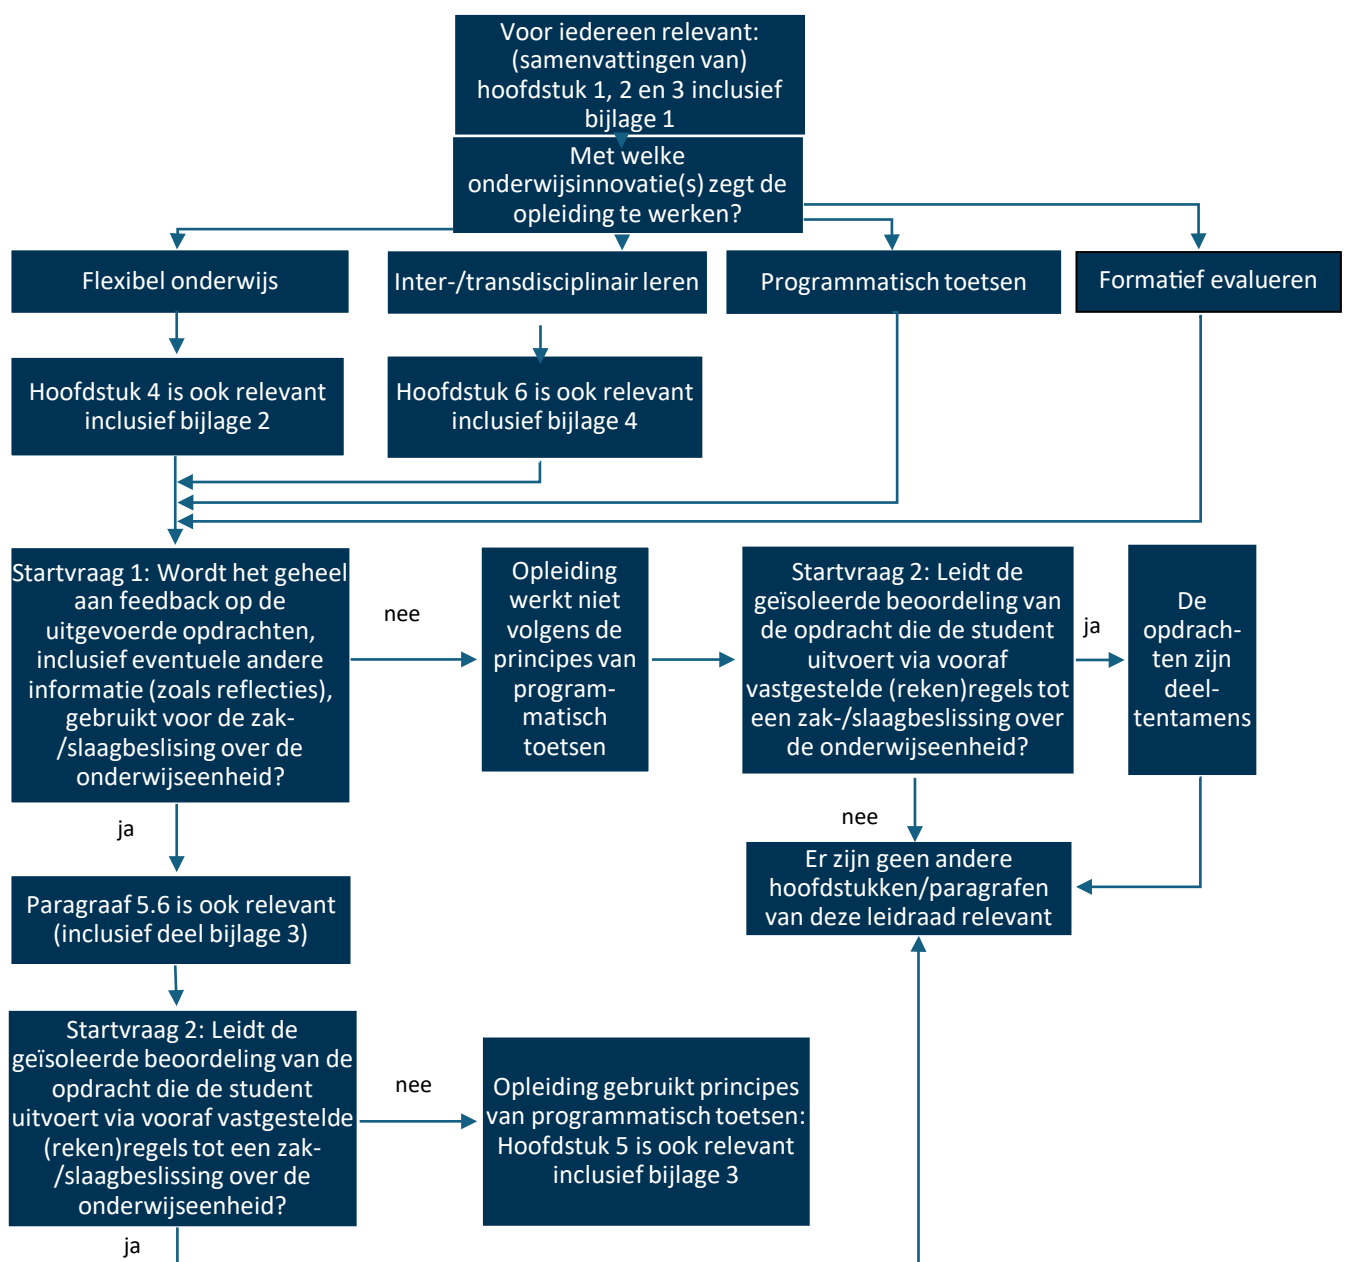 Voor iedereen relevant:
(samenvattingen van)
hoofdstuk 1, 2 en 3 inclusief
bijlage 1
Met welke
onderwijsinnovatie(s) zegt de
opleiding te werken?
Flexibel onderwijs
Inter-/transdisciplinair leren
Programmatisch toetsen
Formatief evalueren
Hoofdstuk 4 is ook relevant
inclusief bijlage 2
Hoofdstuk 6 is ook relevant
inclusief bijlage 4
Startvraag 1: Wordt het geheel
aan feedback op de
uitgevoerde opdrachten,
inclusief eventuele andere
informatie (zoals reflecties),
gebruikt voor de zak-
/slaagbeslising over de
onderwijseenheid?
nee
Opleiding
werkt niet
volgens de
principes van
program-
matisch
toetsen
Startvraag 2: Leidt de
geïsoleerde beoordeling van
de opdracht die de student
uitvoert via vooraf
vastgestelde (reken)regels tot
een zak-/slaagbeslissing over
de onderwijseenheid?
ja
De
opdrach-
ten zijn
deel-
tentamens
ja
nee
Er zijn geen andere
hoofdstukken/paragrafen
van deze leidraad relevant
Paragraaf 5.6 is ook relevant
(inclusief deel bijlage 3)
Startvraag 2: Leidt de
geïsoleerde beoordeling van de
opdracht die de student
uitvoert via vooraf vastgestelde
(reken)regels tot een zak-
/slaagbeslissing over de
onderwijseenheid?
nee
Opleiding gebruikt principes
van programmatisch toetsen:
Hoofdstuk 5 is ook relevant
inclusief bijlage 3
ja